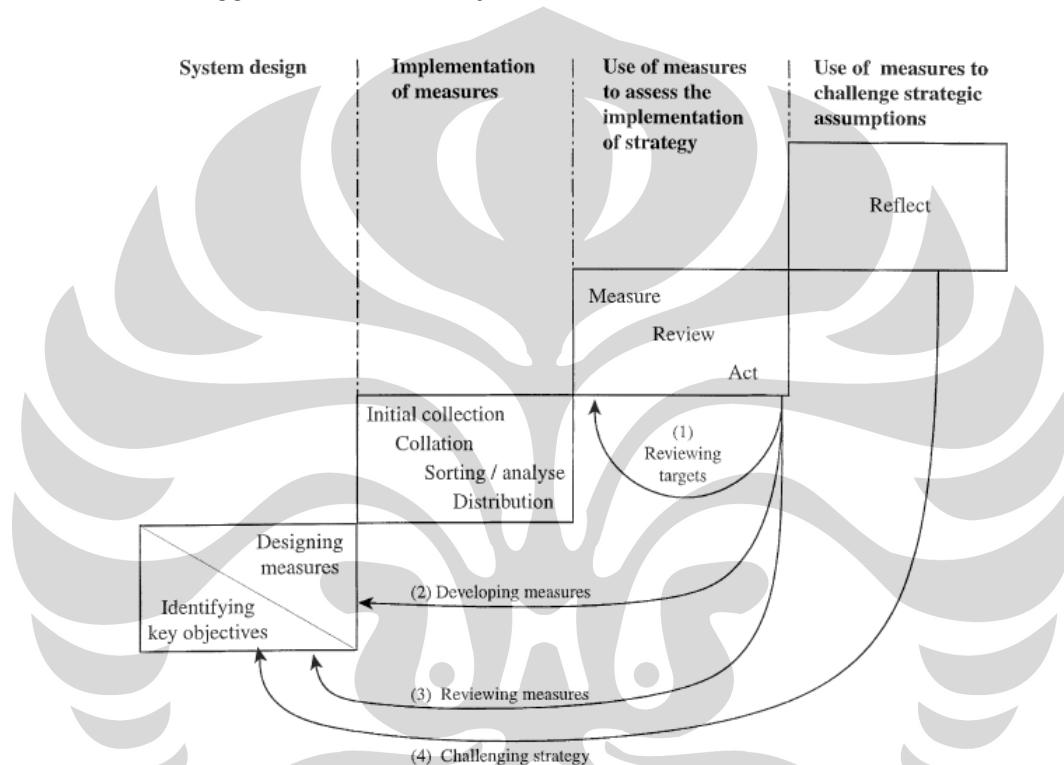 System design
Implementation
of measures
Use of measures
to assess the
implementation
of strategy
Use of measures to
challenge strategic
assumptions
Reflect
Measure
Review
Act
(1)
Reviewing
targets
Initial collection
Collation
Sorting / analyse
Distribution
Designing
measures
Identifying
key objectives
(2) Developing measures
(3) Reviewing measures
(4) Challenging strategy